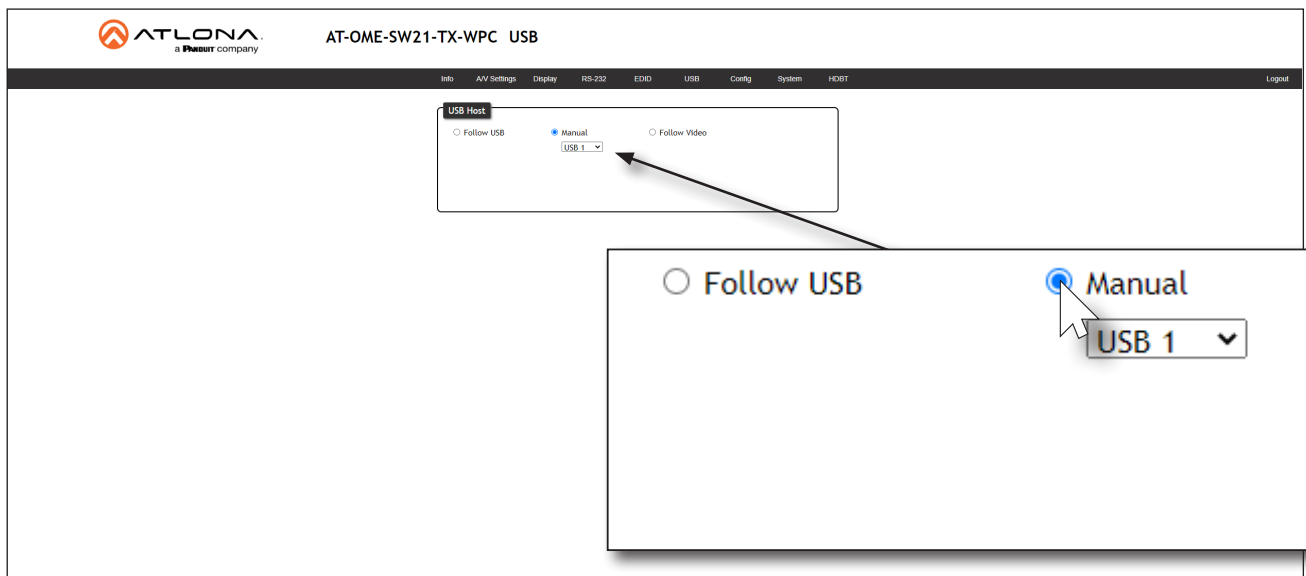 ATLONA.
a PANDUIT company
AT-OME-SW21-TX-WPC USB
Info A/V Settings Display RS-232 EDID USB Config System HDBT Logout
USB Host
Follow USB Manual Follow Video
USB 1
Follow USB Manual
USB 1